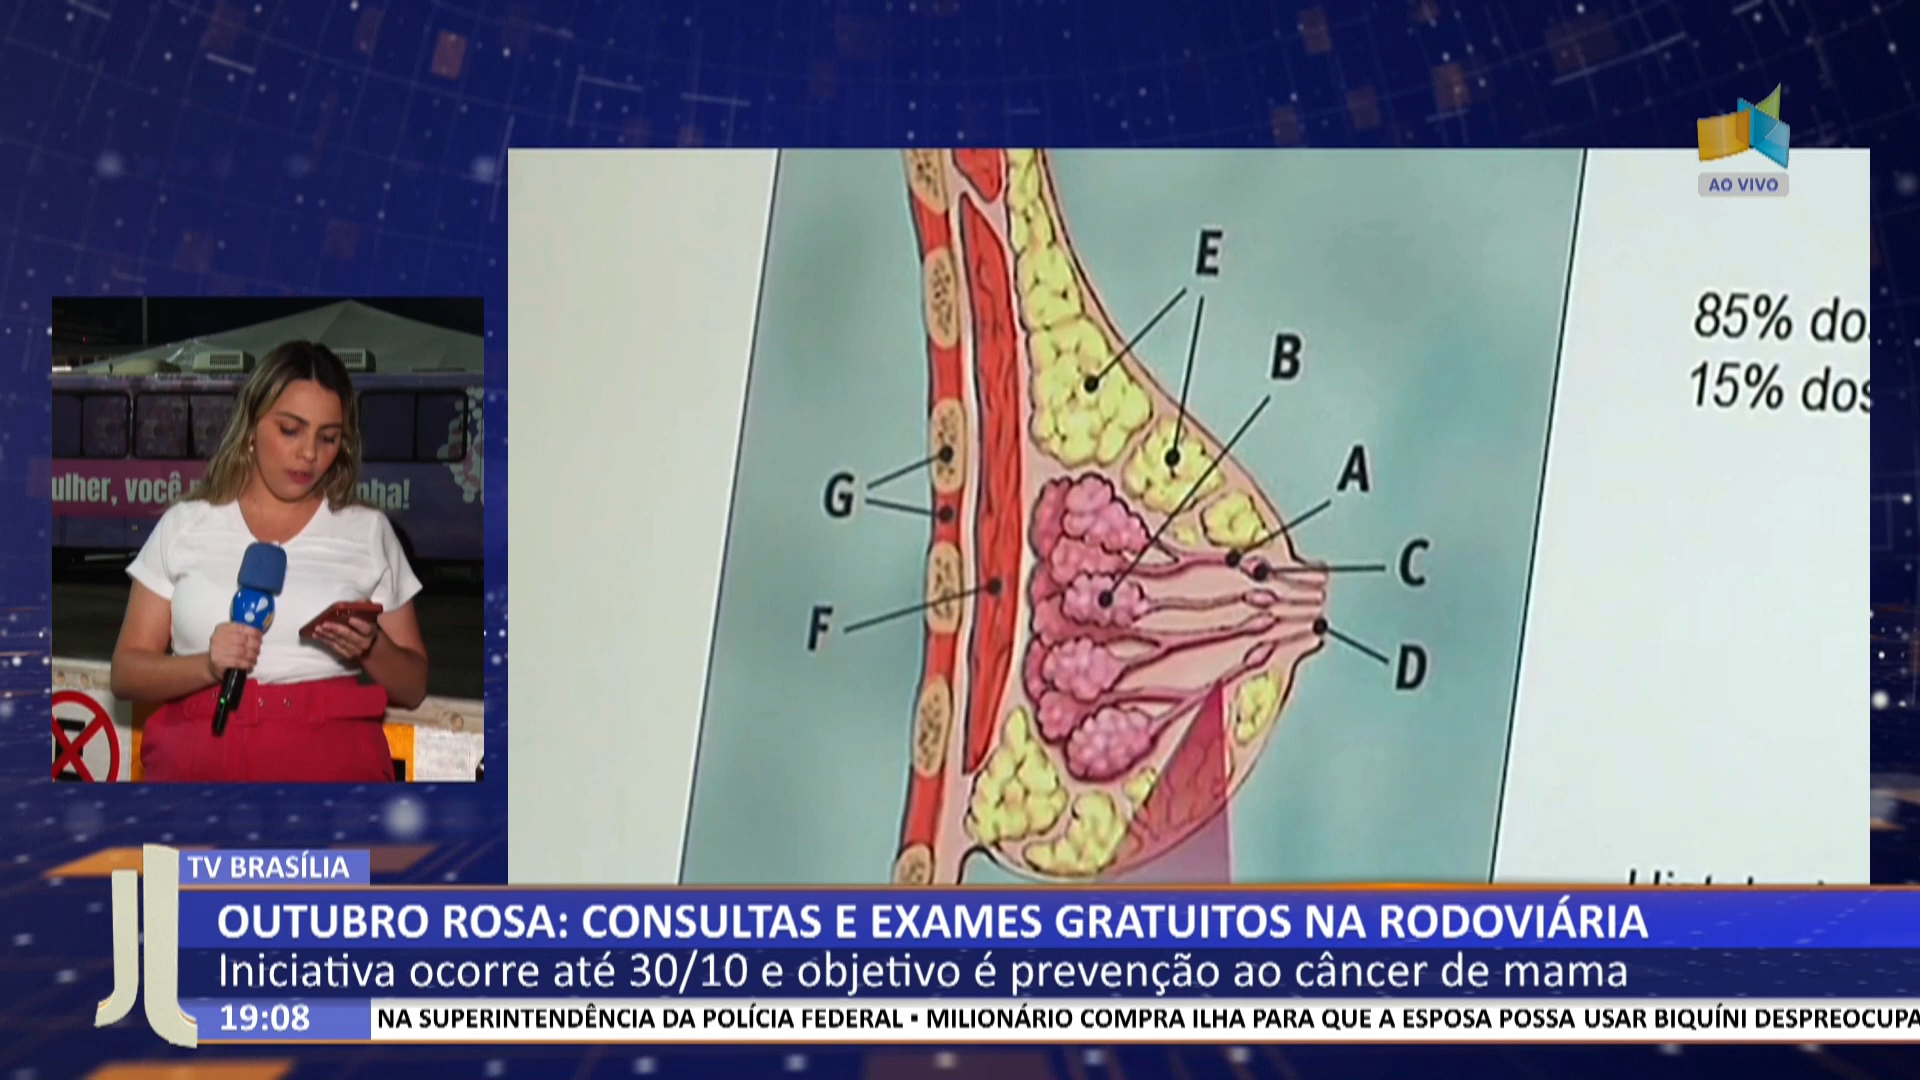 AO VIVO
E
B
A
G
C
F
D
85% do
15% dos
ulher, você
nha!
JL
TV BRASÍLIA
OUTUBRO ROSA: CONSULTAS E EXAMES GRATUITOS NA RODOVIÁRIA
Iniciativa ocorre até 30/10 e objetivo é prevenção ao câncer de mama
19:08
NA SUPERINTENDÊNCIA DA POLÍCIA FEDERAL ▪ MILIONÁRIO COMPRA ILHA PARA QUE A ESPOSA POSSA USAR BIQUÍNI DESPREOCUPA